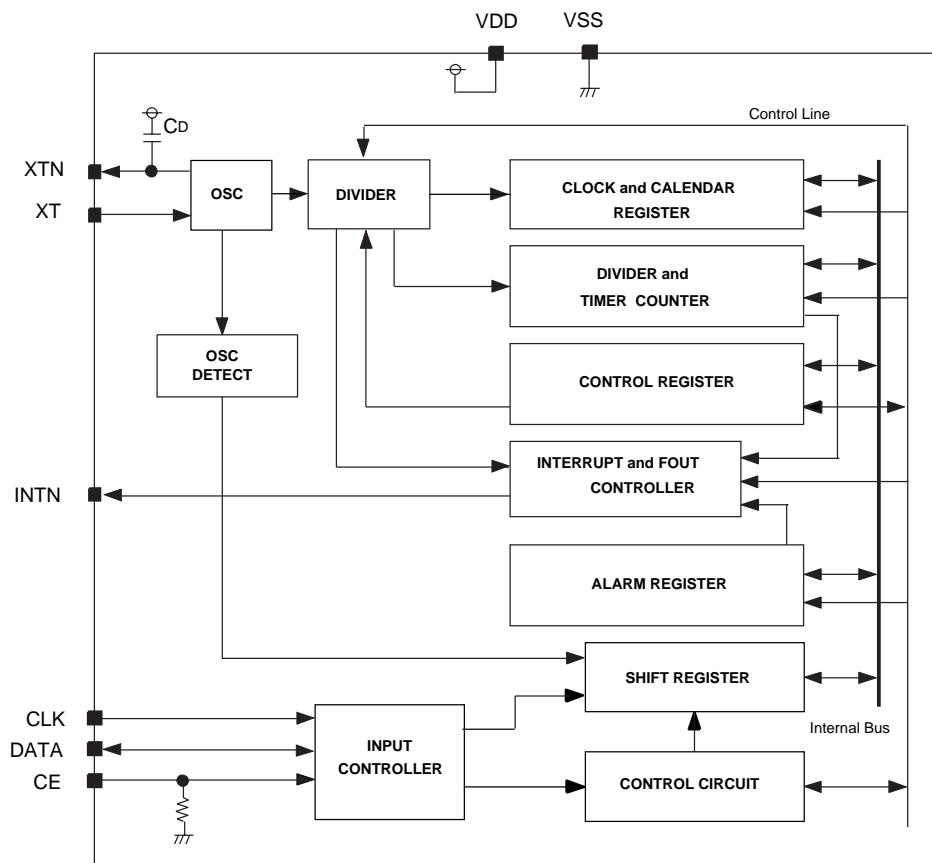 VDD
VSS
Control Line
CD
XTN
XT
OSC
DIVIDER
CLOCK and CALENDAR
REGISTER
DIVIDER and
TIMER COUNTER
OSC
DETECT
CONTROL REGISTER
INTERRUPT and FOUT
CONTROLLER
INTN
ALARM REGISTER
SHIFT REGISTER
Internal Bus
CLK
DATA
CE
INPUT
CONTROLLER
CONTROL CIRCUIT